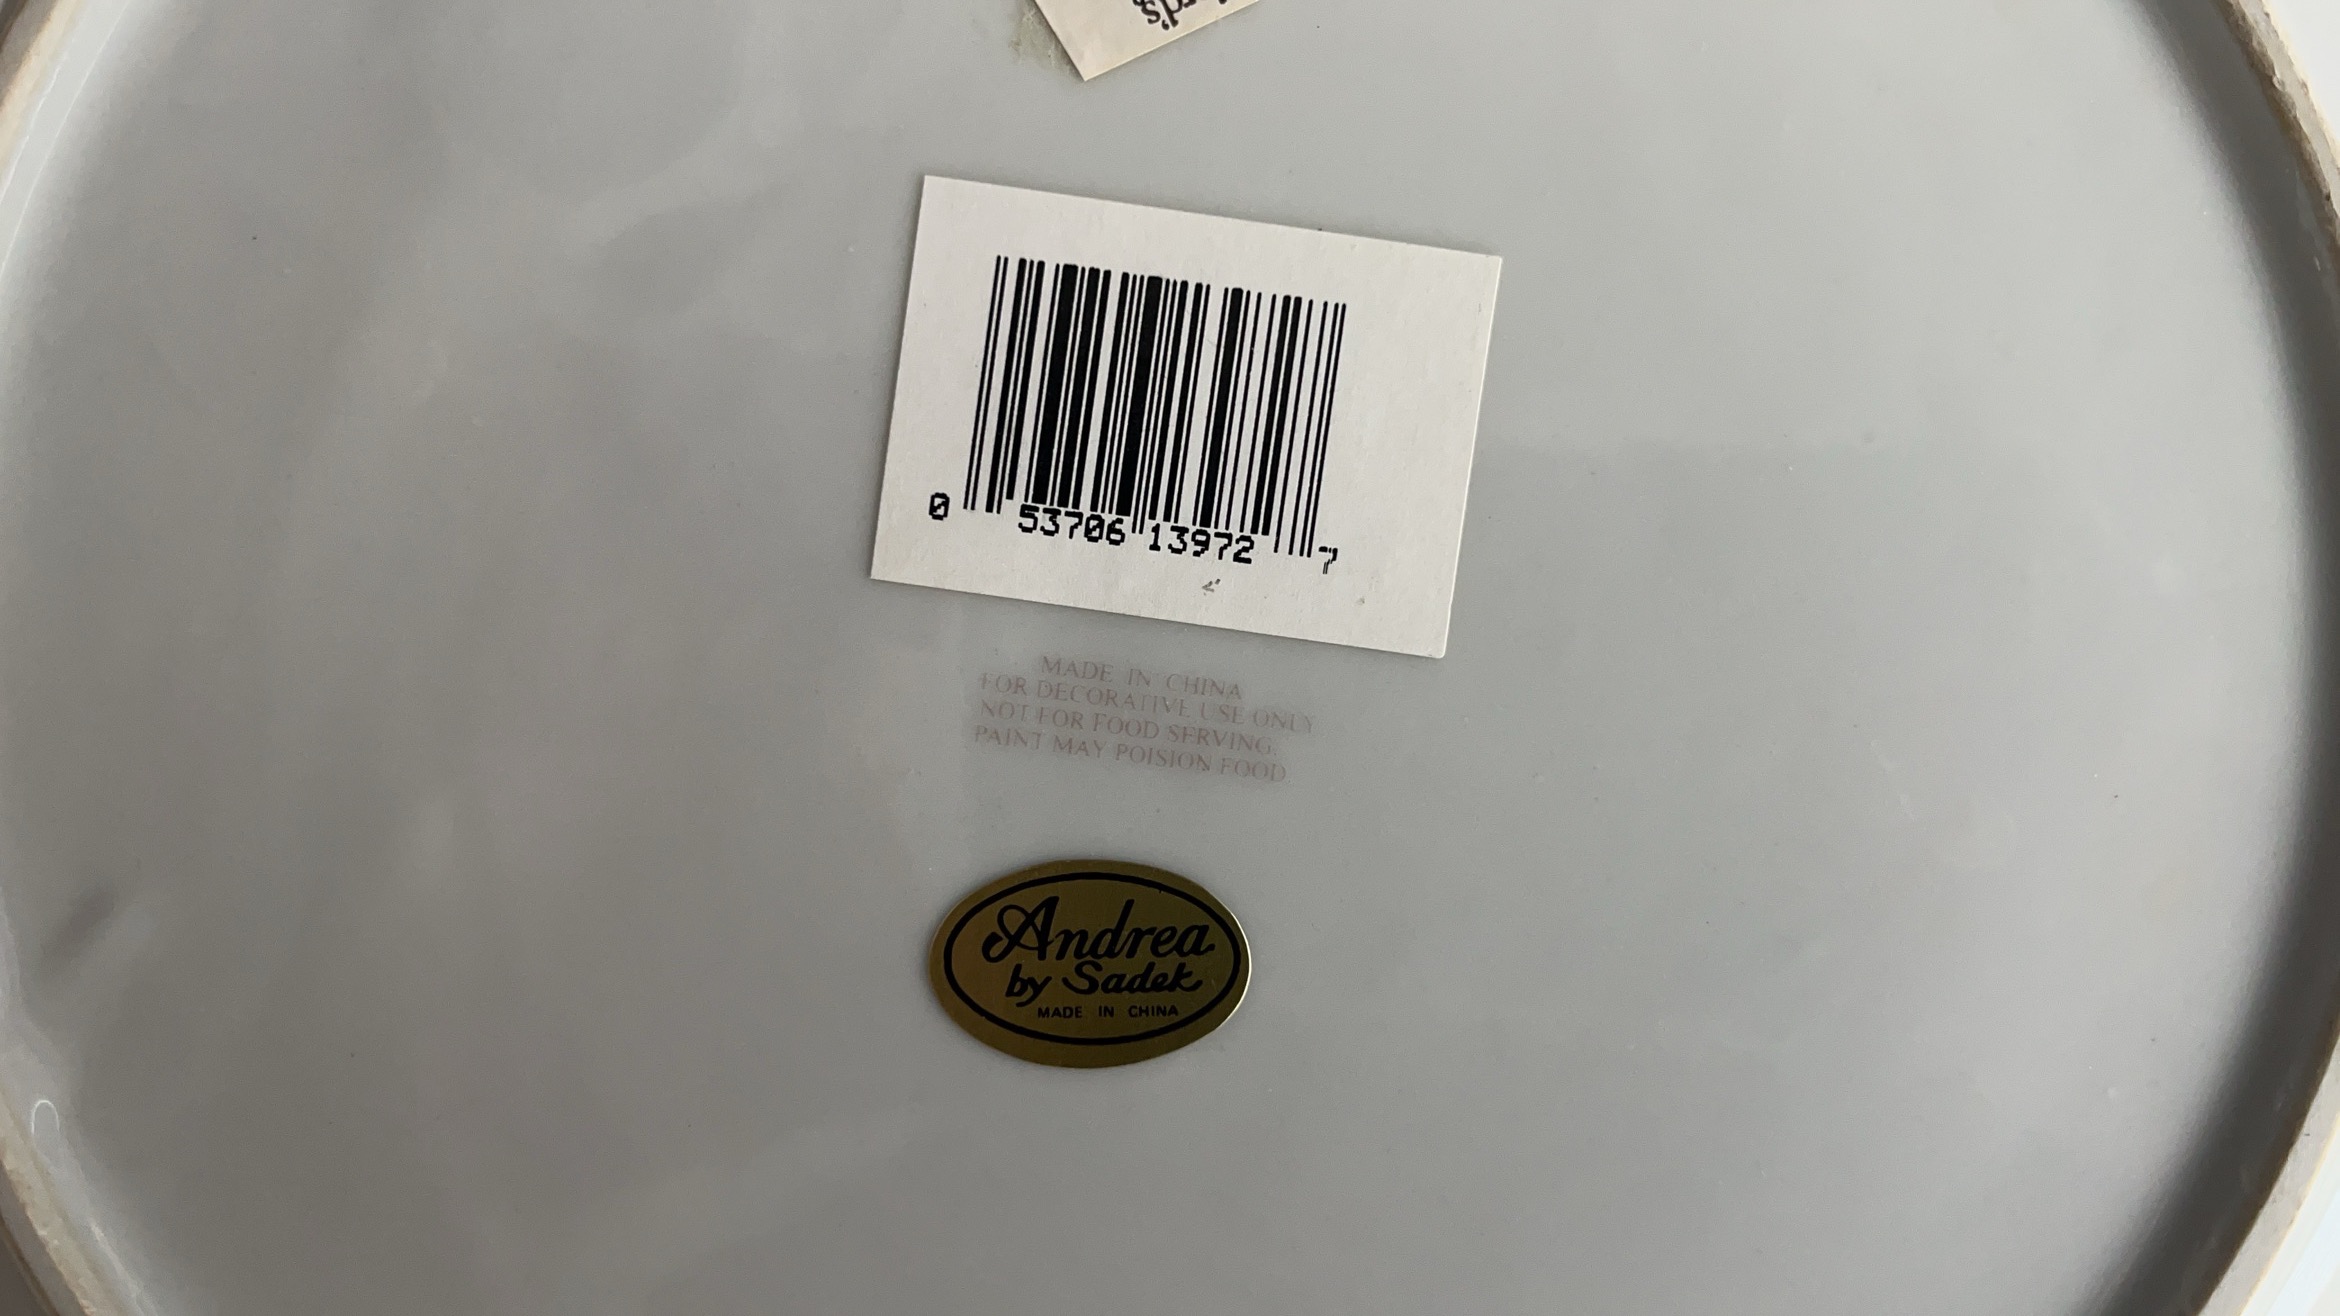 0 53706 13972 7
MADE IN CHINA
FOR DECORATIVE USE ONLY
NOT FOR FOOD SERVING.
PAINT MAY POISION FOOD
Andrea
by Sadek
MADE IN CHINA